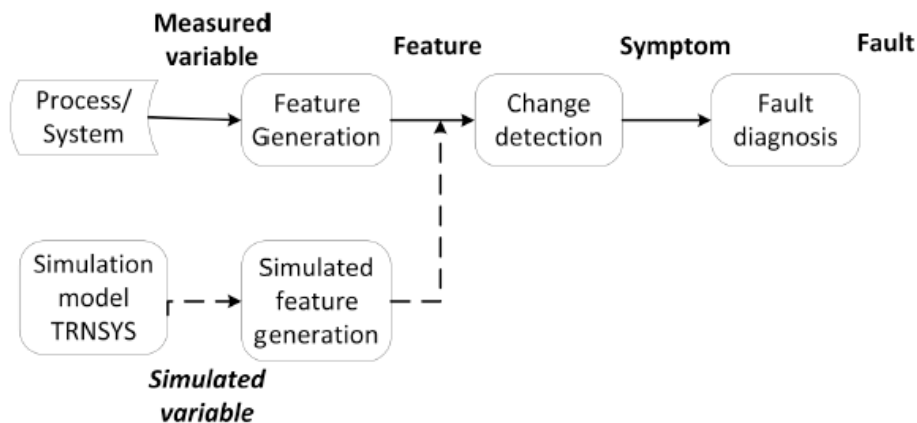 Measured
variable
Feature
Symptom
Fault
Process/
System
Feature
Generation
Change
detection
Fault
diagnosis
Simulation
model
TRNSYS
Simulated
feature
generation
Simulated
variable